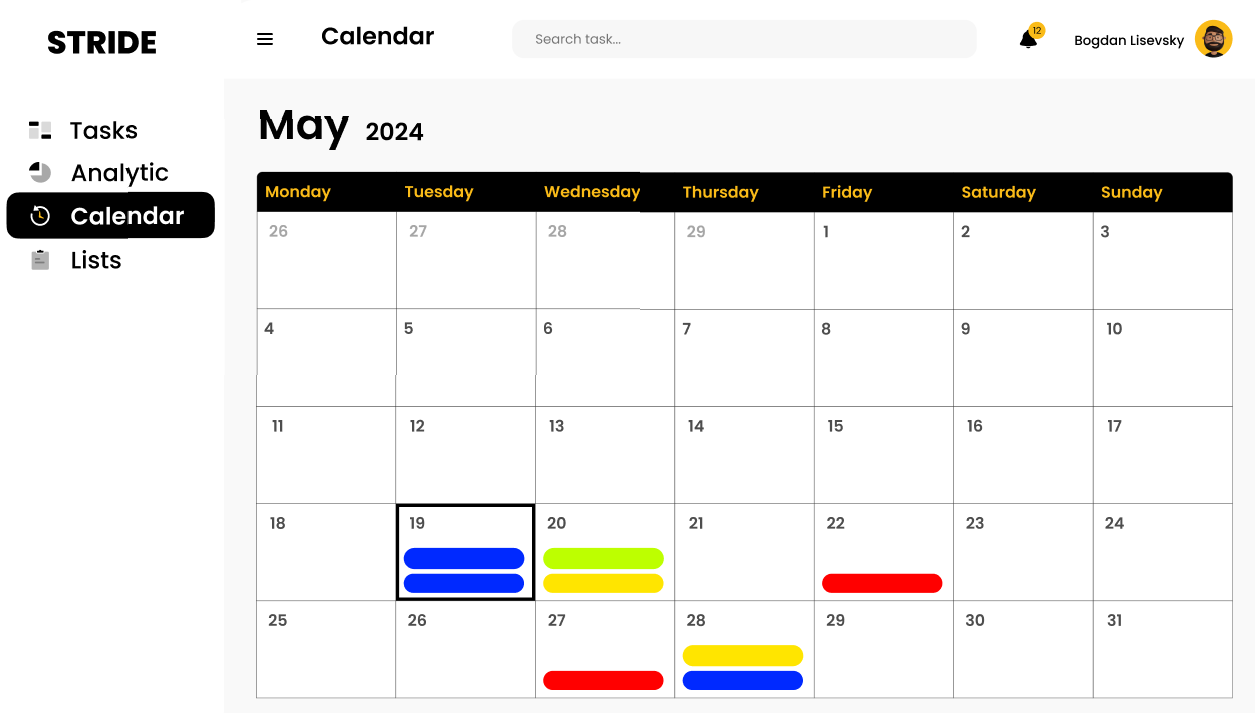 STRIDE
Calendar
Search task...
12
Bogdan Lisevsky
Tasks
Analytic
Calendar
Lists
May 2024
Monday Tuesday Wednesday Thursday Friday Saturday Sunday
26 27 28 29 1 2 3
4 5 6 7 8 9 10
11 12 13 14 15 16 17
18 19 20 21 22 23 24
25 26 27 28 29 30 31